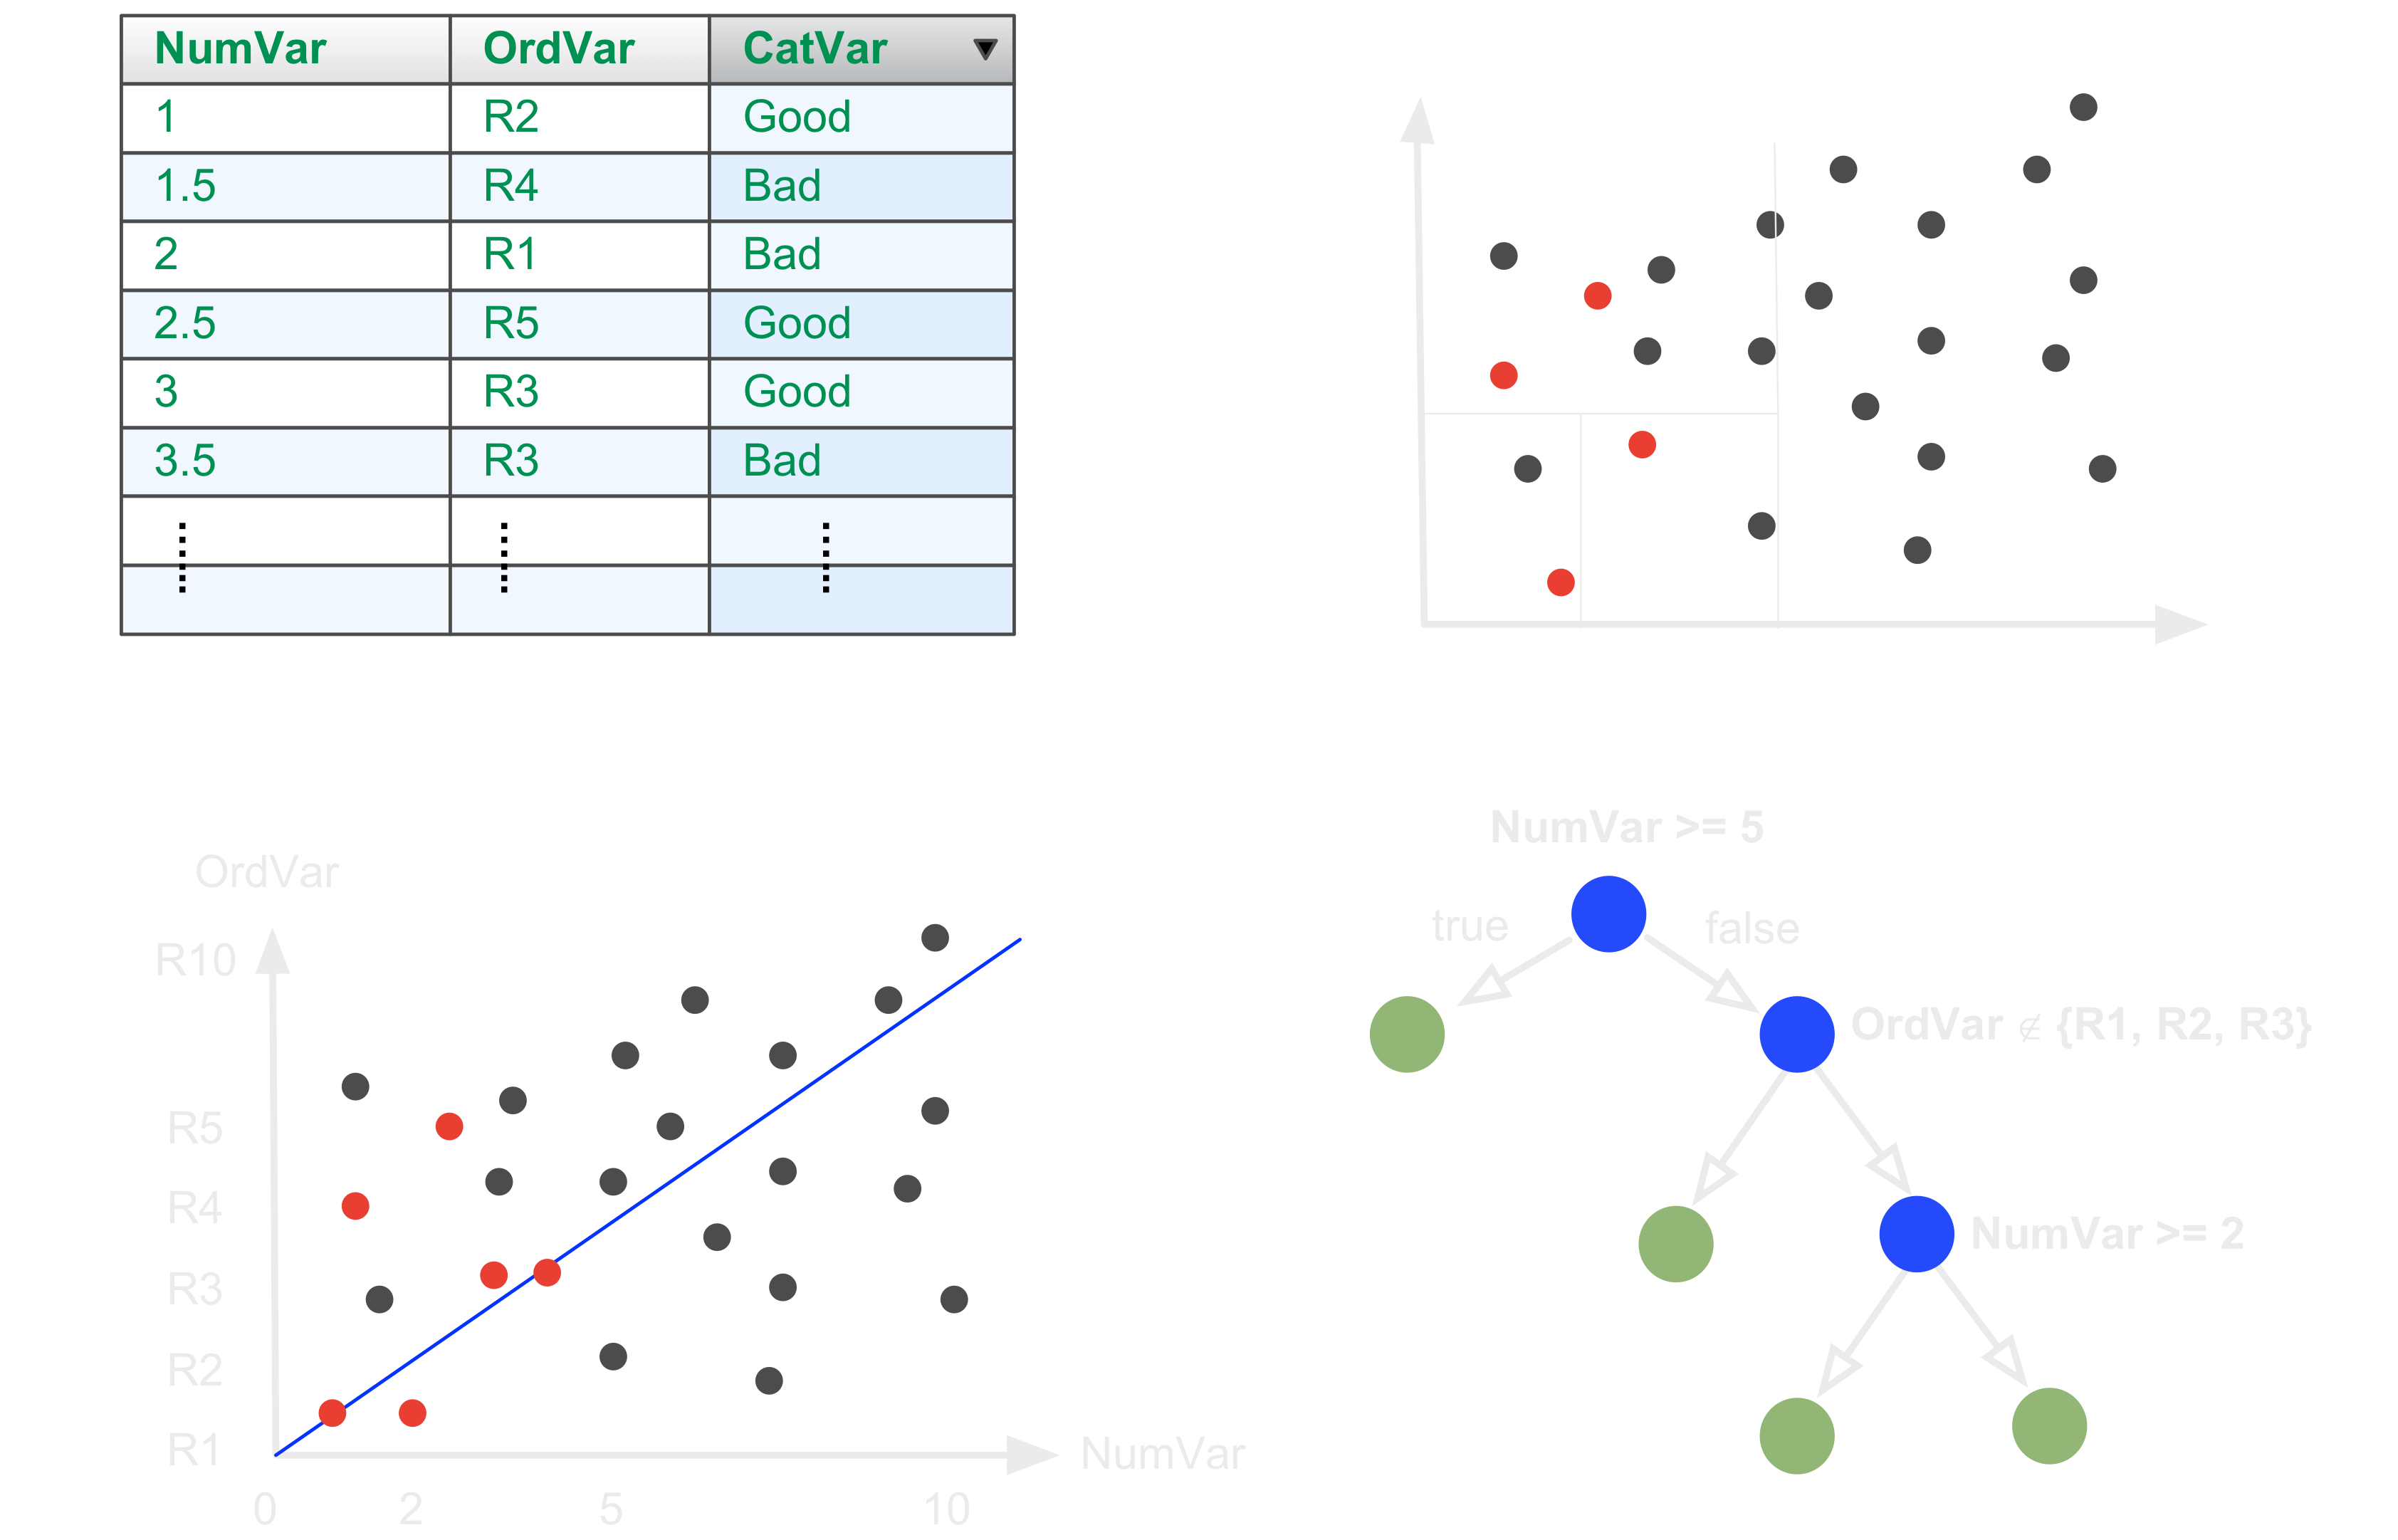 NumVar OrdVar CatVar
1 R2 Good
1.5 R4 Bad
2 R1 Bad
2.5 R5 Good
3 R3 Good
3.5 R3 Bad
OrdVar
R10
R5
R4
R3
R2
R1
0 2 5 10
NumVar
NumVar >= 5
true false
OrdVar ∉ {R1, R2, R3}
NumVar >= 2